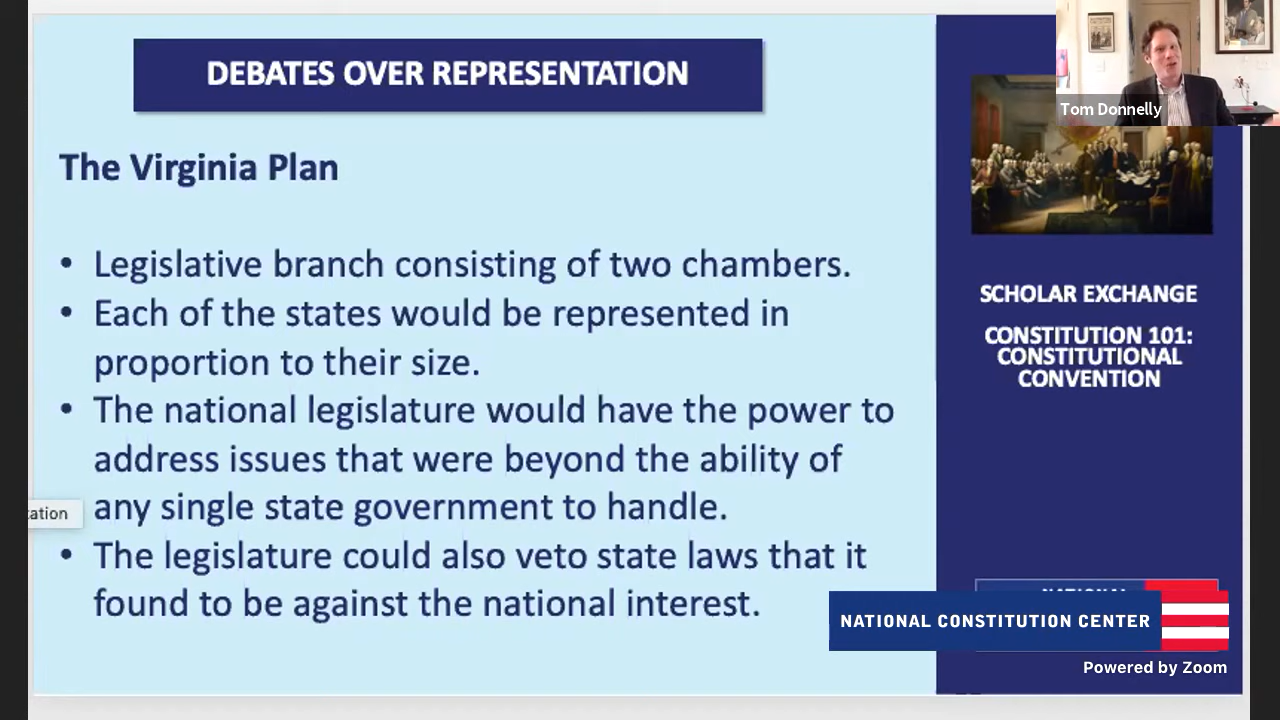 DEBATES OVER REPRESENTATION
The Virginia Plan
• Legislative branch consisting of two chambers.
• Each of the states would be represented in
proportion to their size.
• The national legislature would have the power to
address issues that were beyond the ability of
any single state government to handle.
• The legislature could also veto state laws that it
found to be against the national interest.
tation
Tom Donnelly
SCHOLAR EXCHANGE
CONSTITUTION 101:
CONSTITUTIONAL
CONVENTION
NATIONAL
NATIONAL CONSTITUTION CENTER
Powered by Zoom